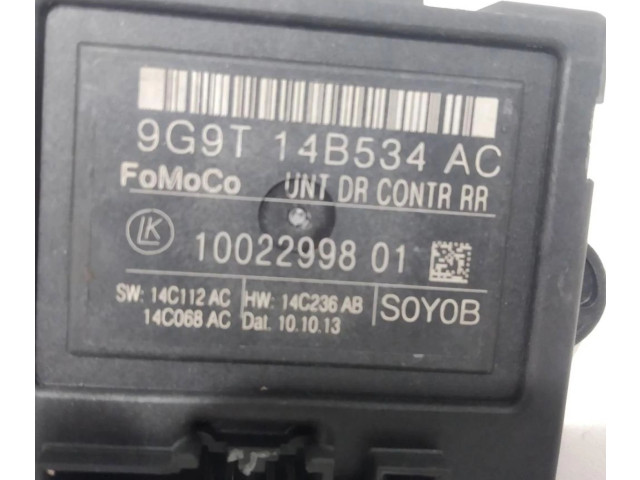 9G9T 14B534 AC
FoMoCo UNT DR CONTR RR
LK 10022998 01
SW: 14C112 AC HW: 14C236 AB S0Y0B
14C068 AC Dat. 10.10.13